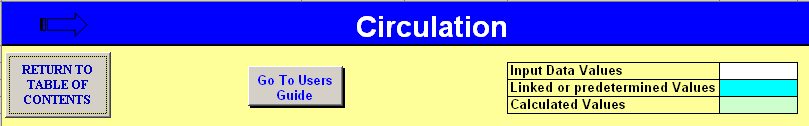 Circulation
RETURN TO
TABLE OF
CONTENTS
Go To Users
Guide
Input Data Values
Linked or predetermined Values
Calculated Values